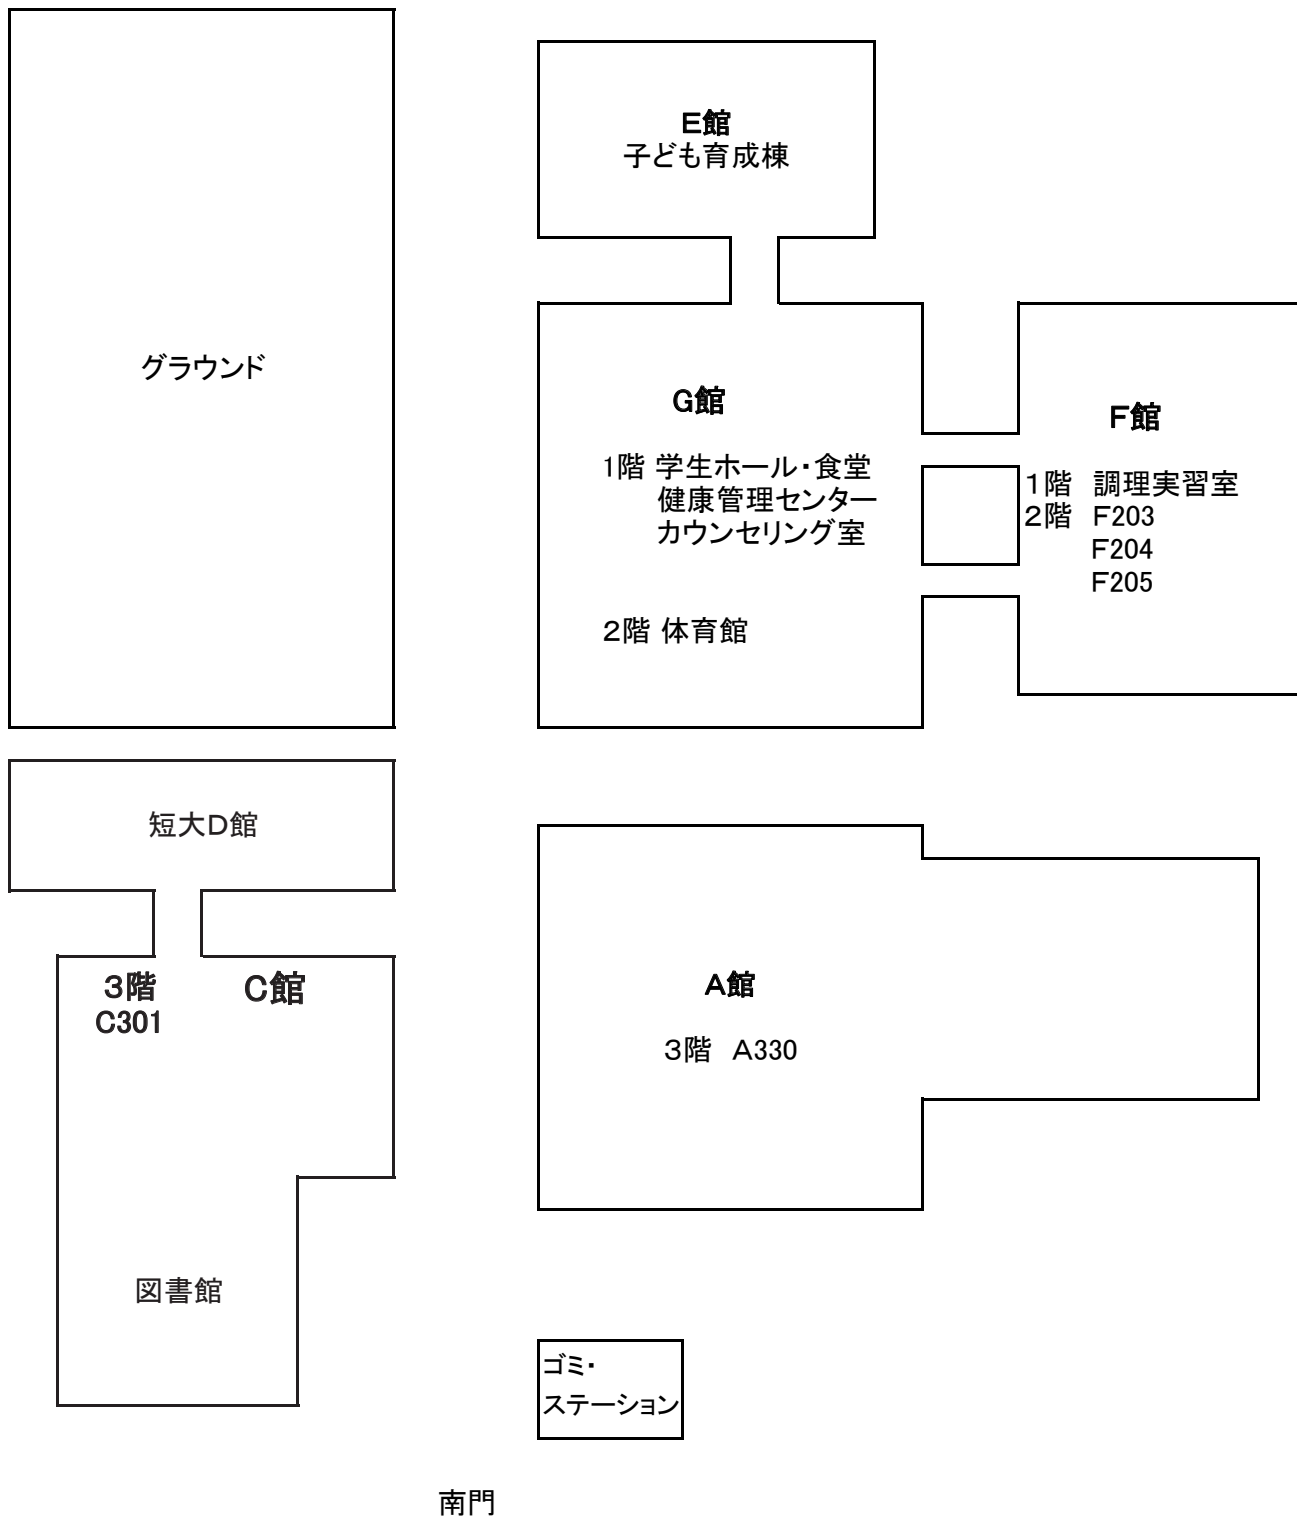 E館
子ども育成棟
グラウンド
G館
1階 学生ホール・食堂
健康管理センター
カウンセリング室
2階 体育館
F館
1階 調理実習室
2階 F203
F204
F205
短大D館
3階
C301
C館
図書館
A館
3階 A330
ゴミ・
ステーション
南門